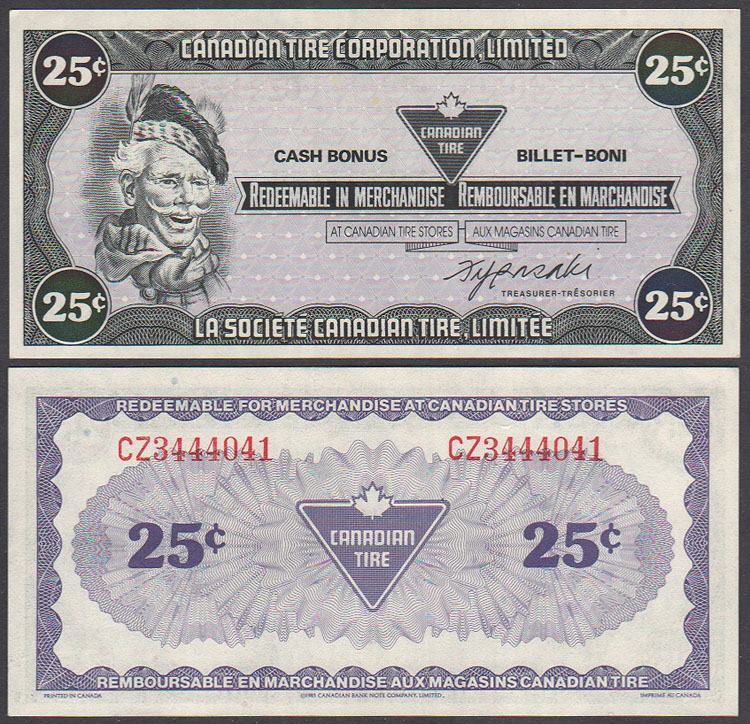 25¢ CANADIAN TIRE CORPORATION, LIMITED 25¢
CANADIAN
TIRE
CASH BONUS BILLET-BONI
REDEEMABLE IN MERCHANDISE REMBOURSABLE EN MARCHANDISE
AT CANADIAN TIRE STORES AUX MAGASINS CANADIAN TIRE
TREASURER-TRÉSORIER
25¢ LA SOCIÉTÉ CANADIAN TIRE, LIMITÉE 25¢
REDEEMABLE FOR MERCHANDISE AT CANADIAN TIRE STORES
CZ3444041 CZ3444041
CANADIAN
TIRE
25¢ 25¢
REMBOURSABLE EN MARCHANDISE AUX MAGASINS CANADIAN TIRE
PRINTED IN CANADA ©1985 CANADIAN BANK NOTE COMPANY, LIMITED. IMPRIMÉ AU CANADA